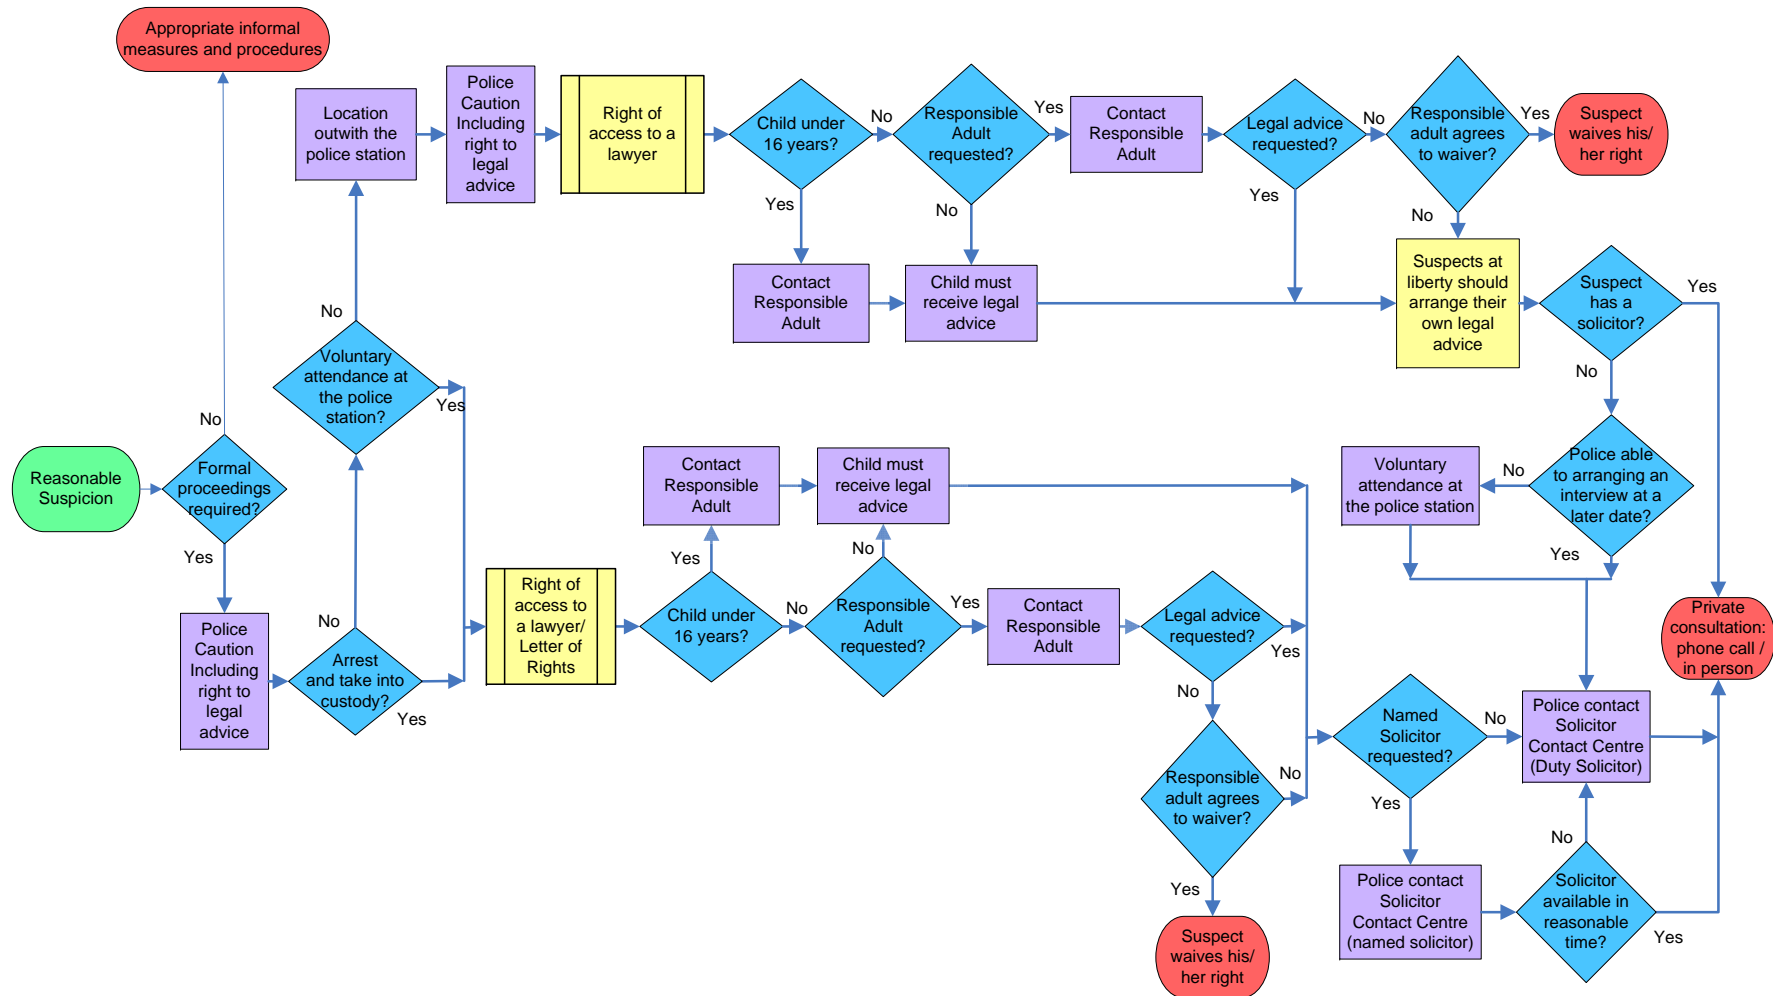 Appropriate informal
measures and procedures
Location
outwith the
police station
Police
Caution
Including
right to
legal
advice
Right of
access to a
lawyer
Child under
16 years?
No
Yes
Responsible
Adult
requested?
Yes
No
Contact
Responsible
Adult
Legal advice
requested?
No
Yes
Responsible
adult agrees
to waiver?
Yes
No
Suspect
waives his/
her right
Contact
Responsible
Adult
Child must
receive legal
advice
Suspects at
liberty should
arrange their
own legal
advice
Suspect
has a
solicitor?
Yes
No
No
Voluntary
attendance at
the police
station?
Yes
No
Reasonable
Suspicion
Formal
proceedings
required?
Yes
Contact
Responsible
Adult
Child must
receive legal
advice
Voluntary
attendance at
the police station
No
Police able
to arranging an
interview at a
later date?
Yes
Yes
No
Police
Caution
Including
right to
legal
advice
No
Arrest
and take into
custody?
Yes
Right of
access to
a lawyer/
Letter of
Rights
Child under
16 years?
No
Responsible
Adult
requested?
Yes
Contact
Responsible
Adult
Legal advice
requested?
Yes
No
Private
consultation:
phone call /
in person
Named
Solicitor
requested?
No
Yes
Police contact
Solicitor
Contact Centre
(Duty Solicitor)
Responsible
adult agrees
to waiver?
No
Yes
No
Police contact
Solicitor
Contact Centre
(named solicitor)
Solicitor
available in
reasonable
time?
Yes
Suspect
waives his/
her right